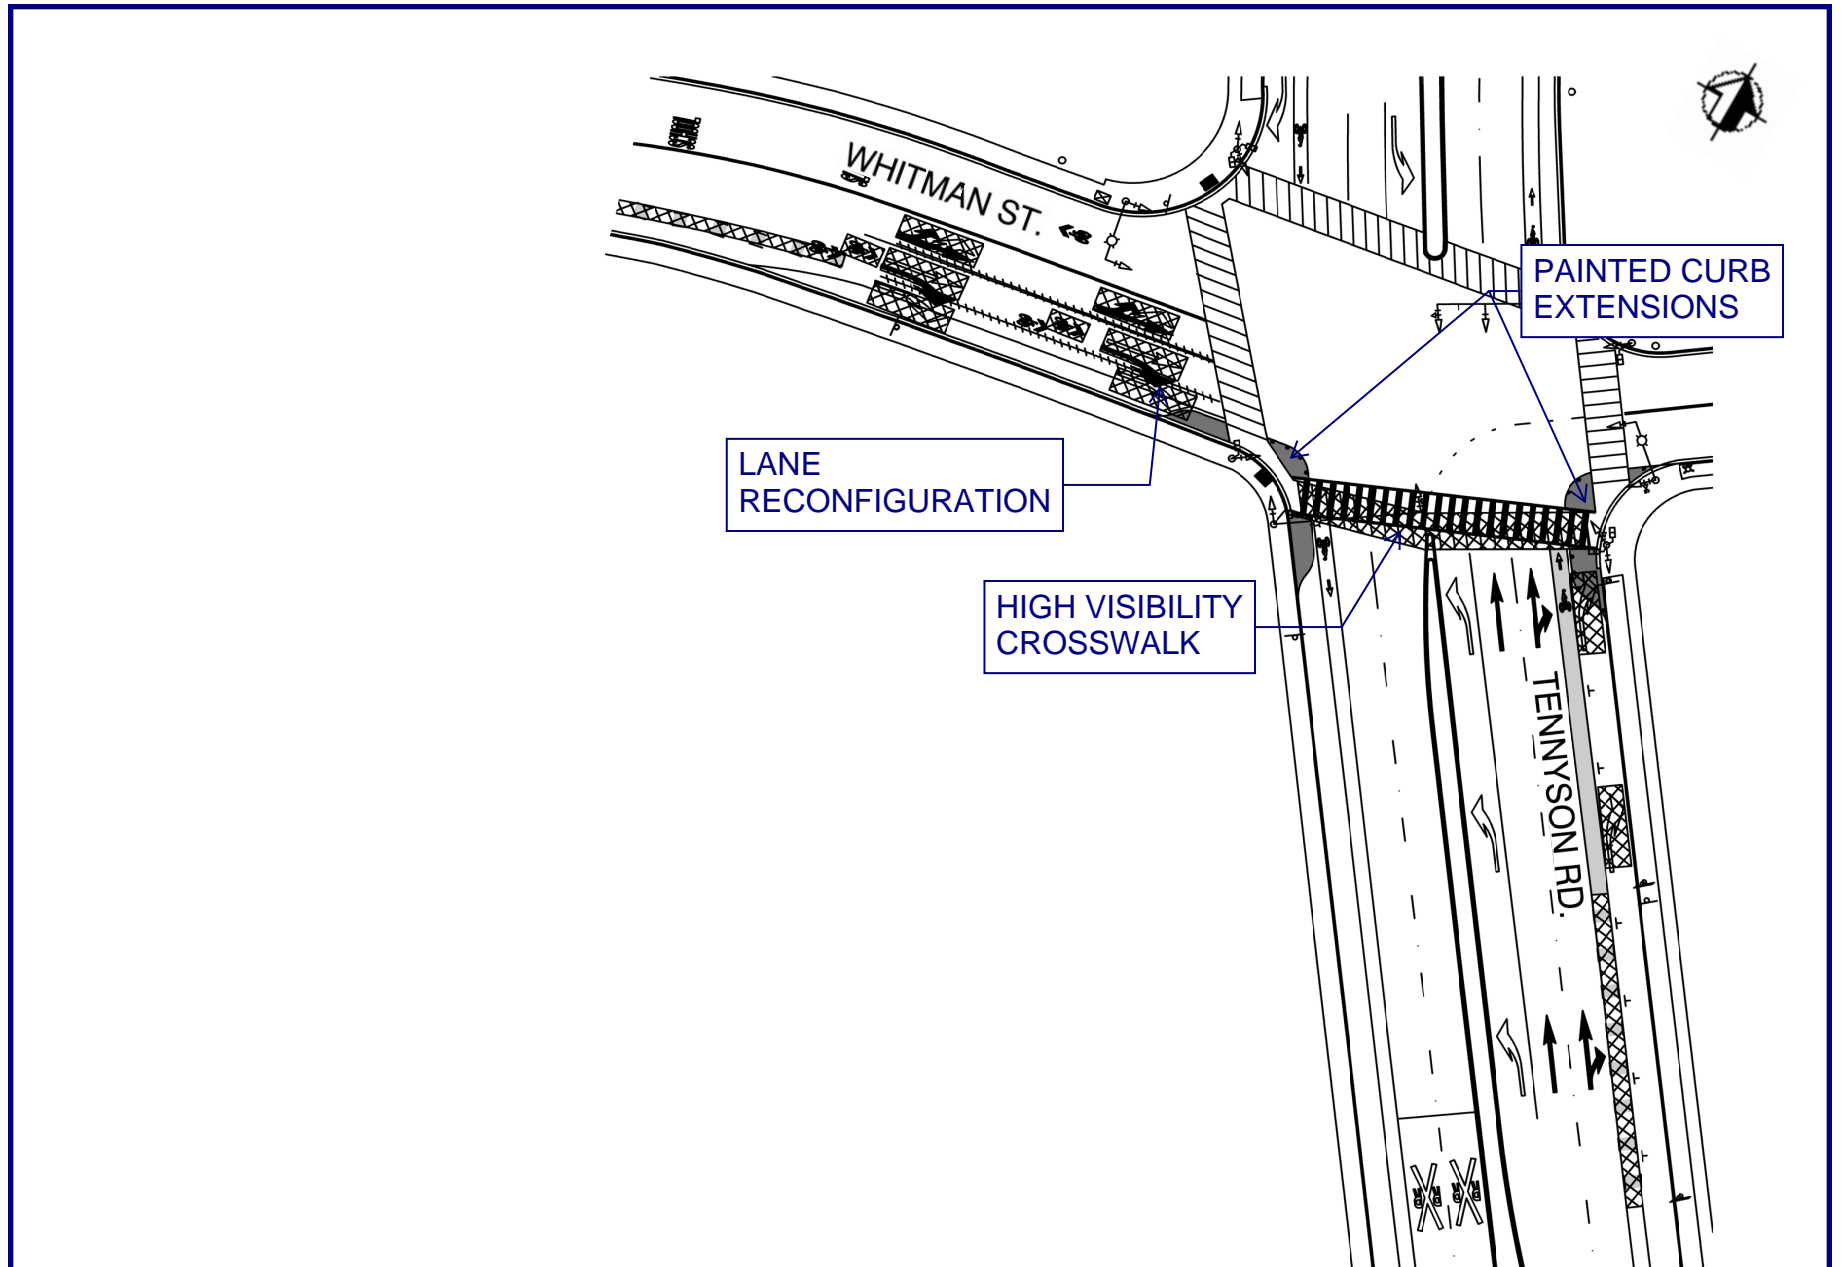 WHITMAN ST.
PAINTED CURB
EXTENSIONS
LANE
RECONFIGURATION
HIGH VISIBILITY
CROSSWALK
TENNYSON RD.